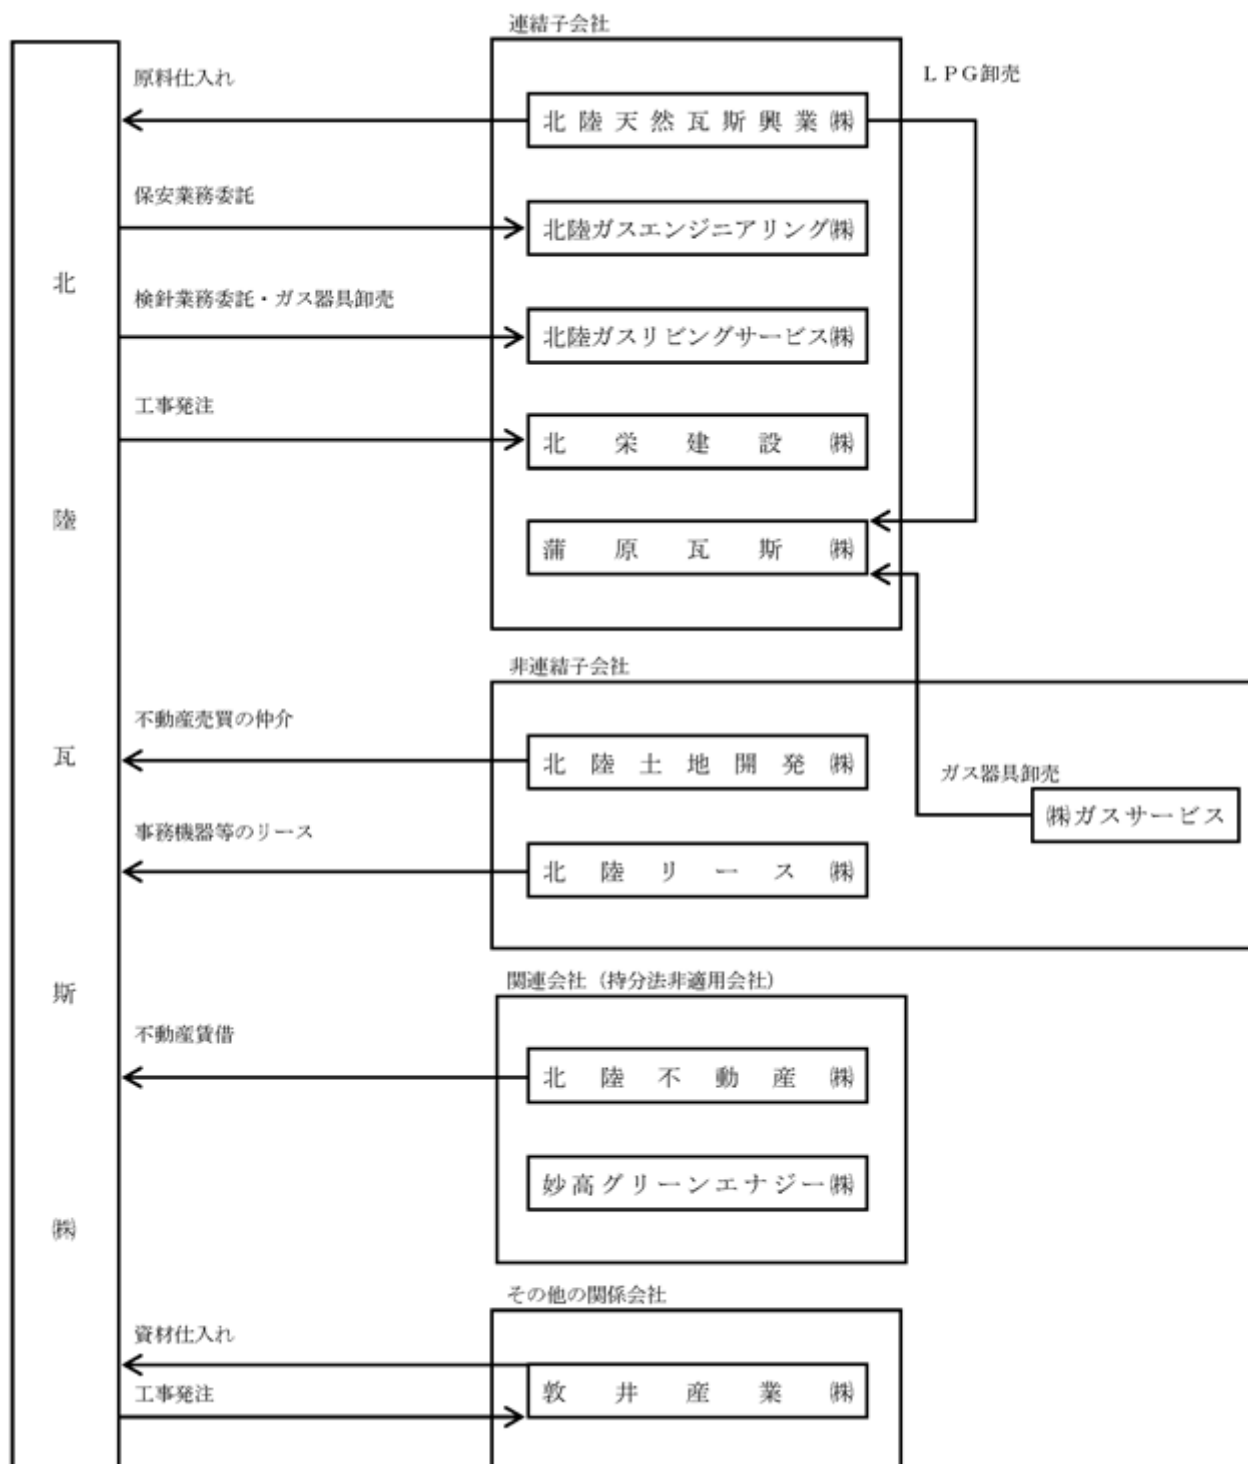 連結子会社
原料仕入れ
LPG卸売
北陸天然瓦斯興業㈱
保安業務委託
北陸ガスエンジニアリング㈱
検針業務委託・ガス器具卸売
北陸ガスリビングサービス㈱
工事発注
北栄建設㈱
蒲原瓦斯㈱
北陸瓦斯㈱
非連結子会社
不動産売買の仲介
北陸土地開発㈱
ガス器具卸売
㈱ガスサービス
事務機器等のリース
北陸リース㈱
関連会社（持分法非適用会社）
不動産賃借
北陸不動産㈱
妙高グリーンエナジー㈱
その他の関係会社
資材仕入れ
敦井産業㈱
工事発注